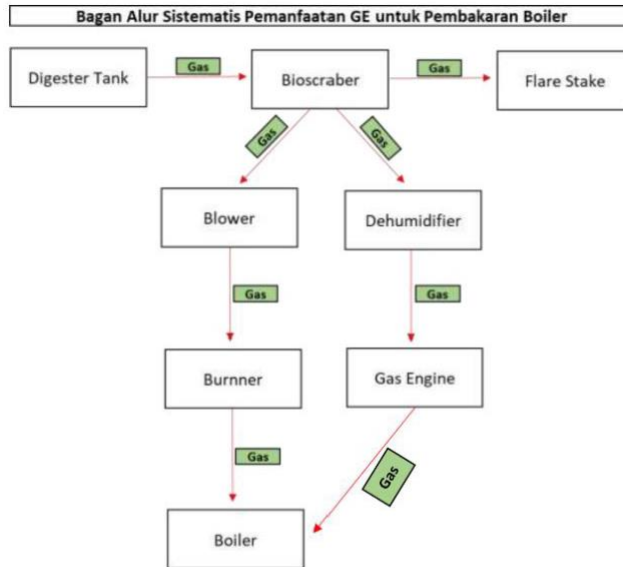 Bagan Alur Sistematis Pemanfaatan GE untuk Pembakaran Boiler
Digester Tank
Gas
Bioscraber
Gas
Flare Stake
Gas
Gas
Blower
Dehumidifier
Gas
Gas
Burnner
Gas Engine
Gas
Gas
Boiler